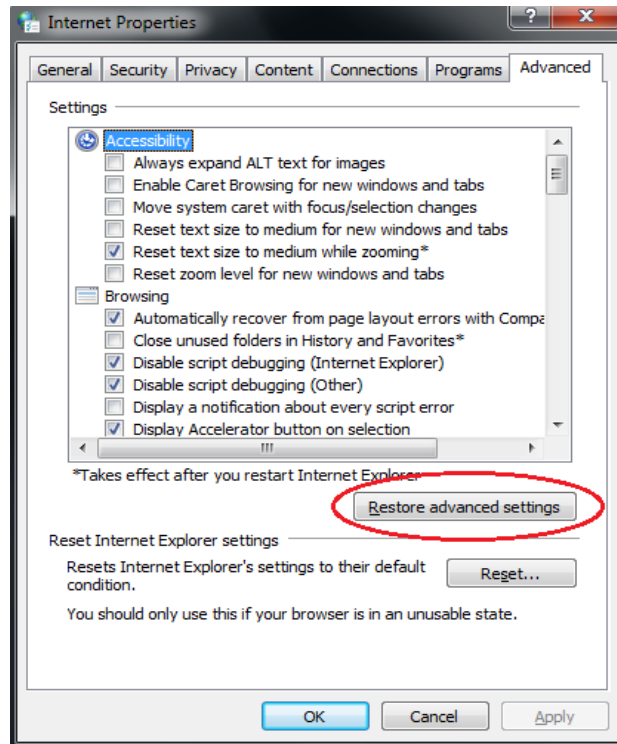 Internet Properties
General Security Privacy Content Connections Programs Advanced
Settings
Accessibility
Always expand ALT text for images
Enable Caret Browsing for new windows and tabs
Move system caret with focus/selection changes
Reset text size to medium for new windows and tabs
Reset text size to medium while zooming*
Reset zoom level for new windows and tabs
Browsing
Automatically recover from page layout errors with Compa
Close unused folders in History and Favorites*
Disable script debugging (Internet Explorer)
Disable script debugging (Other)
Display a notification about every script error
Display Accelerator button on selection
*Takes effect after you restart Internet Explorer
Restore advanced settings
Reset Internet Explorer settings
Resets Internet Explorer's settings to their default
condition.
Reset...
You should only use this if your browser is in an unusable state.
OK Cancel Apply